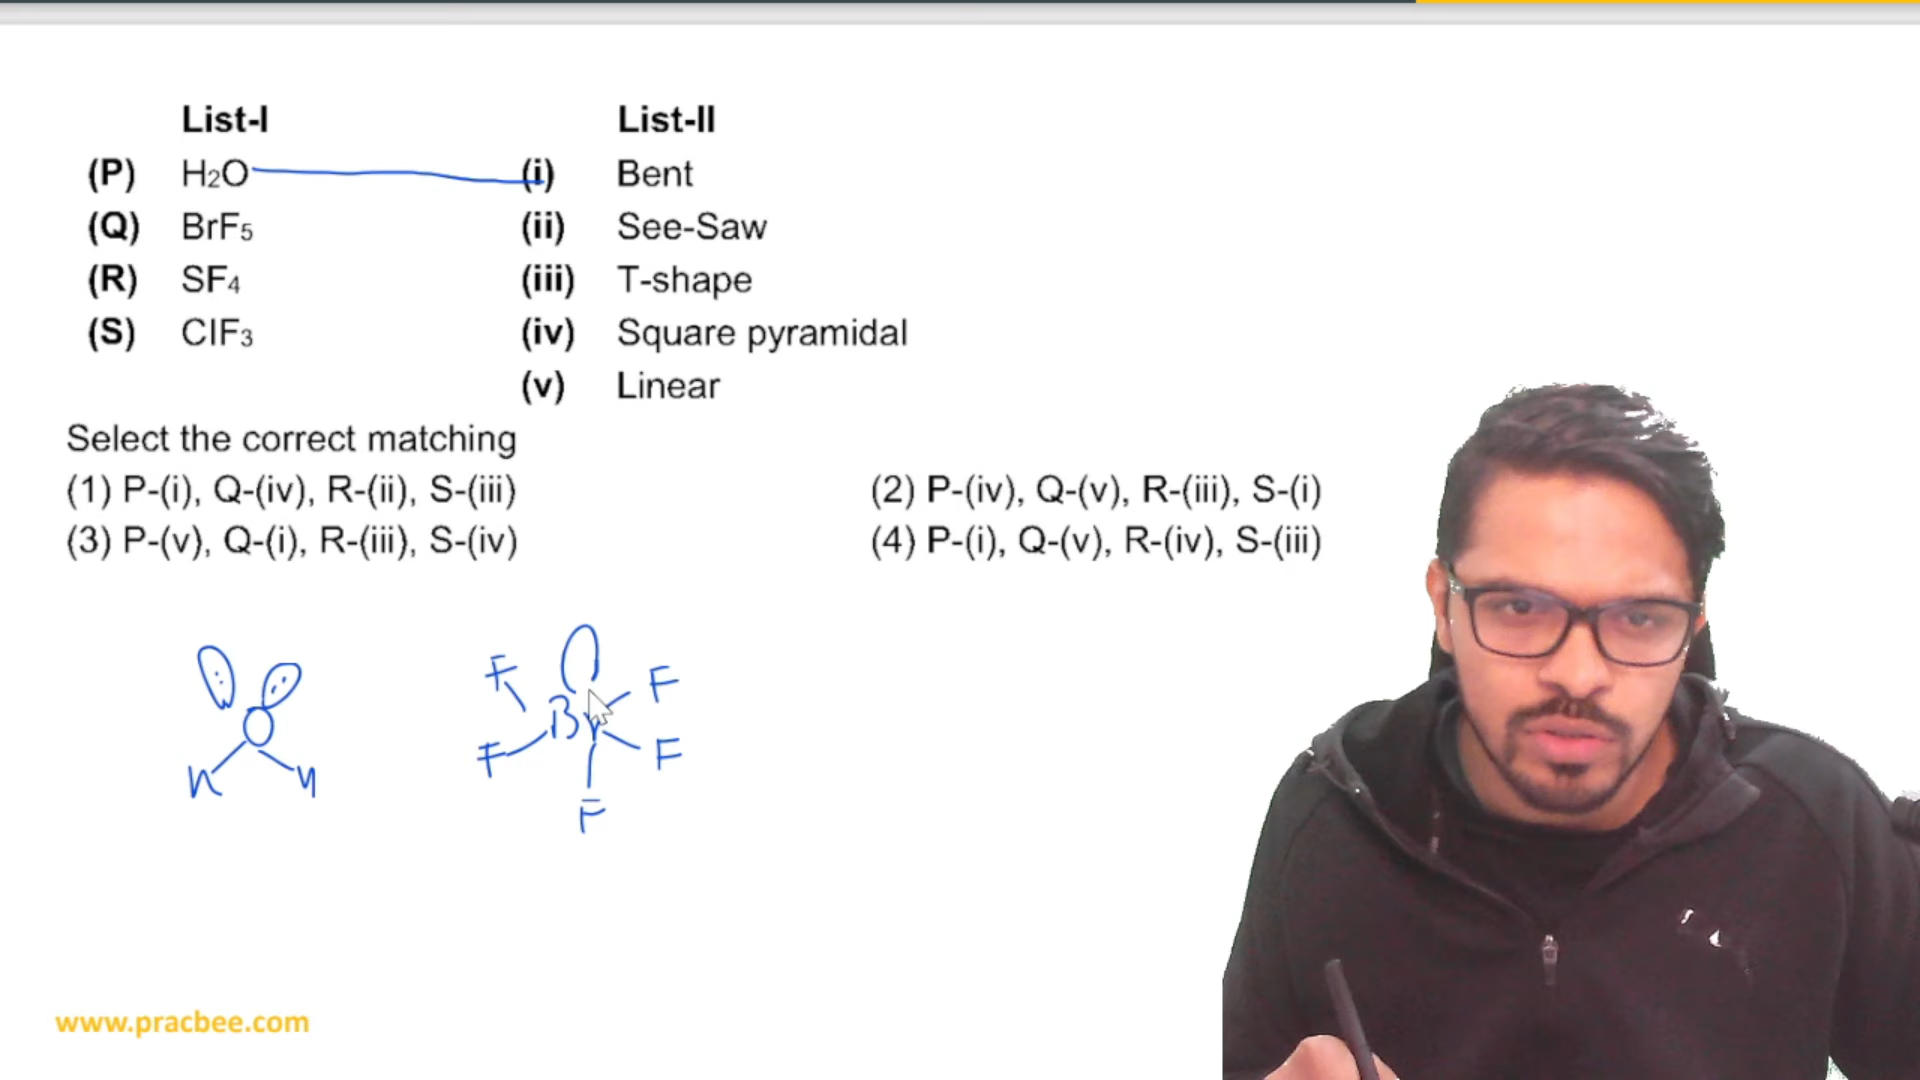 List-I List-II
(P) H₂O (i) Bent
(Q) BrF₅ (ii) See-Saw
(R) SF₄ (iii) T-shape
(S) ClF₃ (iv) Square pyramidal
(v) Linear
Select the correct matching
(1) P-(i), Q-(iv), R-(ii), S-(iii) (2) P-(iv), Q-(v), R-(iii), S-(i)
(3) P-(v), Q-(i), R-(iii), S-(iv) (4) P-(i), Q-(v), R-(iv), S-(iii)
F F
O Br
H H F F
F
www.pracbee.com